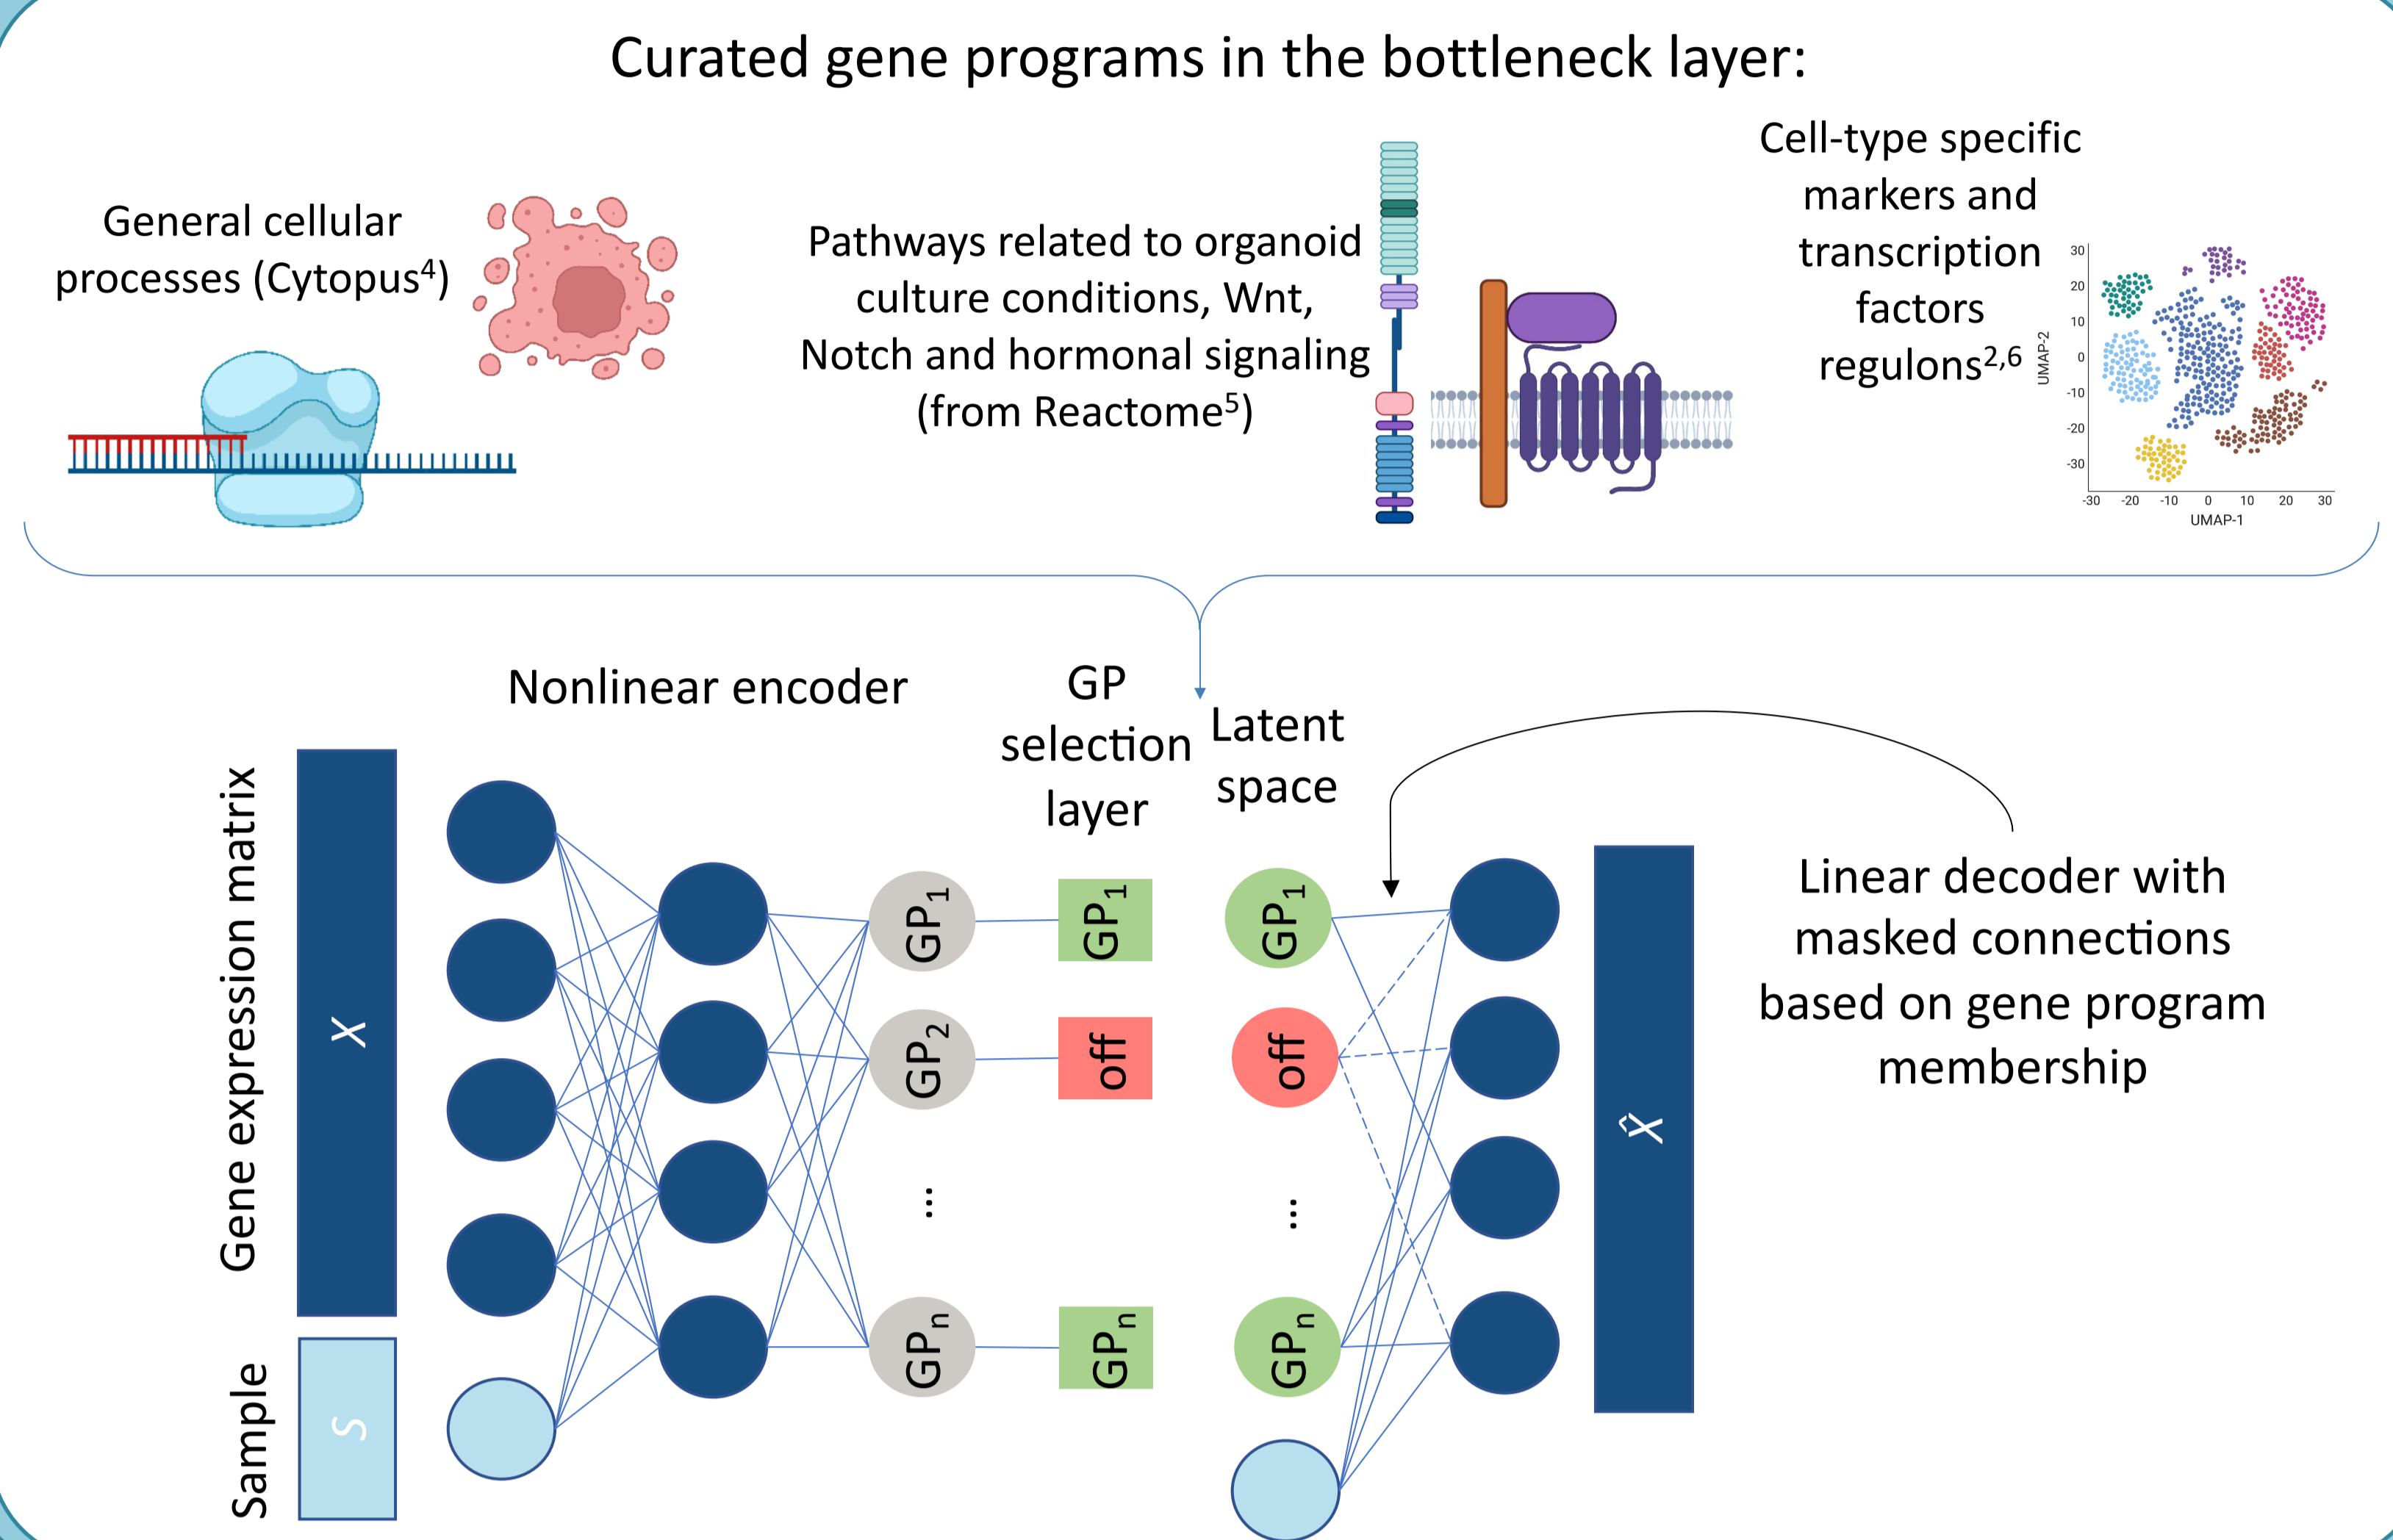 Curated gene programs in the bottleneck layer:
General cellular
processes (Cytopus⁴)
Pathways related to organoid
culture conditions, Wnt,
Notch and hormonal signaling
(from Reactome⁵)
Cell-type specific
markers and
transcription
factors
regulons²,⁶
UMAP-2
30
20
10
0
-10
-20
-30
-30 -20 -10 0 10 20 30
UMAP-1
Nonlinear encoder
GP
selection
layer
Latent
space
Gene expression matrix
X
Sample
S
GP₁
GP₂
...
GPₙ
GP₁
off
GPₙ
GP₁
off
...
GPₙ
X̂
Linear decoder with
masked connections
based on gene program
membership